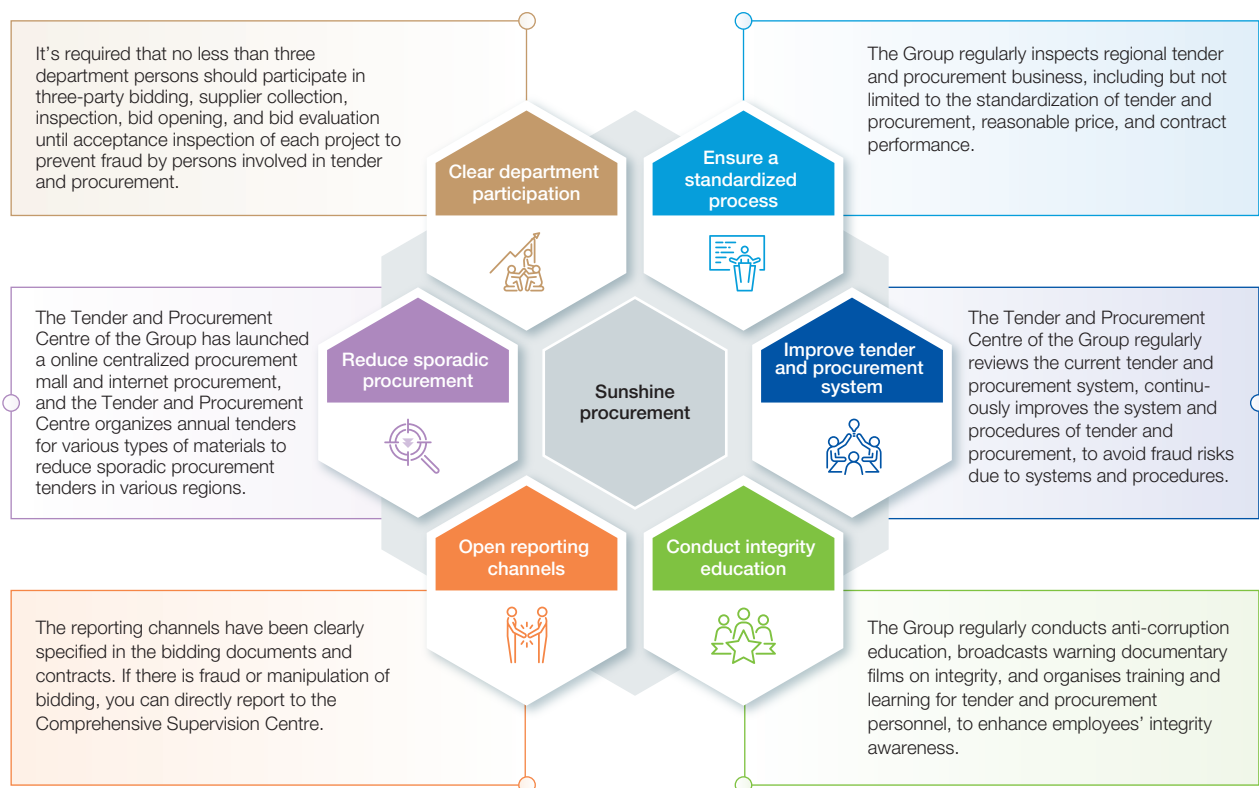 It's required that no less than three
department persons should participate in
three-party bidding, supplier collection,
inspection, bid opening, and bid evaluation
until acceptance inspection of each project to
prevent fraud by persons involved in tender
and procurement.
Clear department
participation
Ensure a
standardized
process
The Group regularly inspects regional tender
and procurement business, including but not
limited to the standardization of tender and
procurement, reasonable price, and contract
performance.
The Tender and Procurement
Centre of the Group has launched
a online centralized procurement
mall and internet procurement,
and the Tender and Procurement
Centre organizes annual tenders
for various types of materials to
reduce sporadic procurement
tenders in various regions.
Reduce sporadic
procurement
Sunshine
procurement
Improve tender
and procurement
system
The Tender and Procurement
Centre of the Group regularly
reviews the current tender and
procurement system, continu-
ously improves the system and
procedures of tender and
procurement, to avoid fraud risks
due to systems and procedures.
Open reporting
channels
Conduct integrity
education
The reporting channels have been clearly
specified in the bidding documents and
contracts. If there is fraud or manipulation of
bidding, you can directly report to the
Comprehensive Supervision Centre.
The Group regularly conducts anti-corruption
education, broadcasts warning documentary
films on integrity, and organises training and
learning for tender and procurement
personnel, to enhance employees' integrity
awareness.